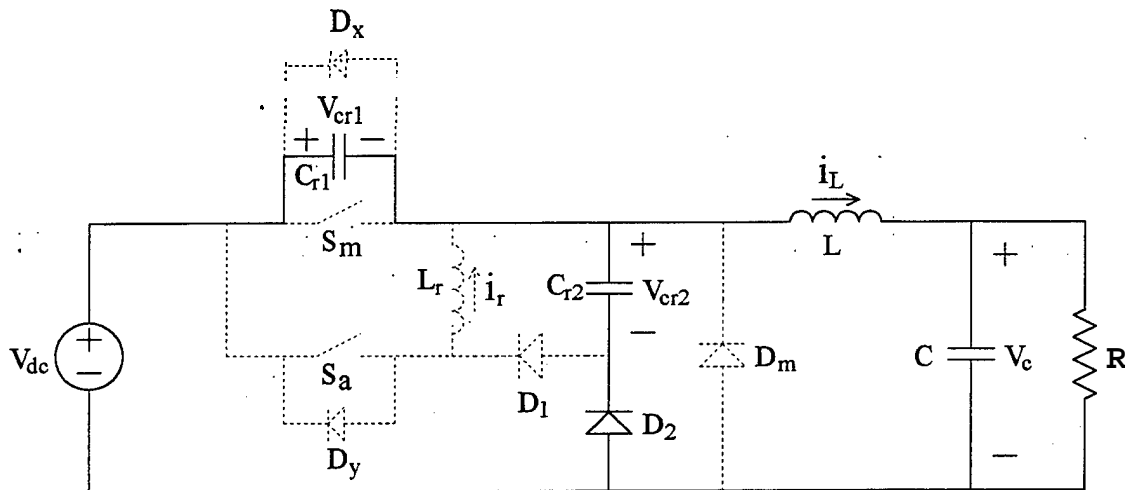 Dx
Vcr1
+ −
Cr1
Sm
iL
L
Lr
ir
Cr2
+
Vcr2
−
Vdc
+
−
Sa
D1
Dm
C
+
Vc
−
R
D2
Dy